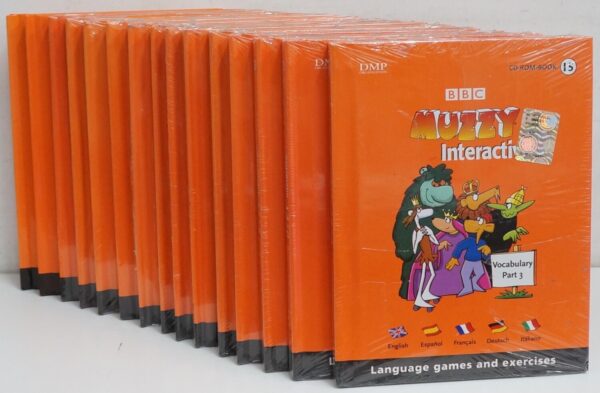 DMP
CD-ROM-BOOK 15
BBC
MUZZY
Interactiv
Vocabulary
Part 3
English Español Français Deutsch Italiano
Language games and exercises
DMP